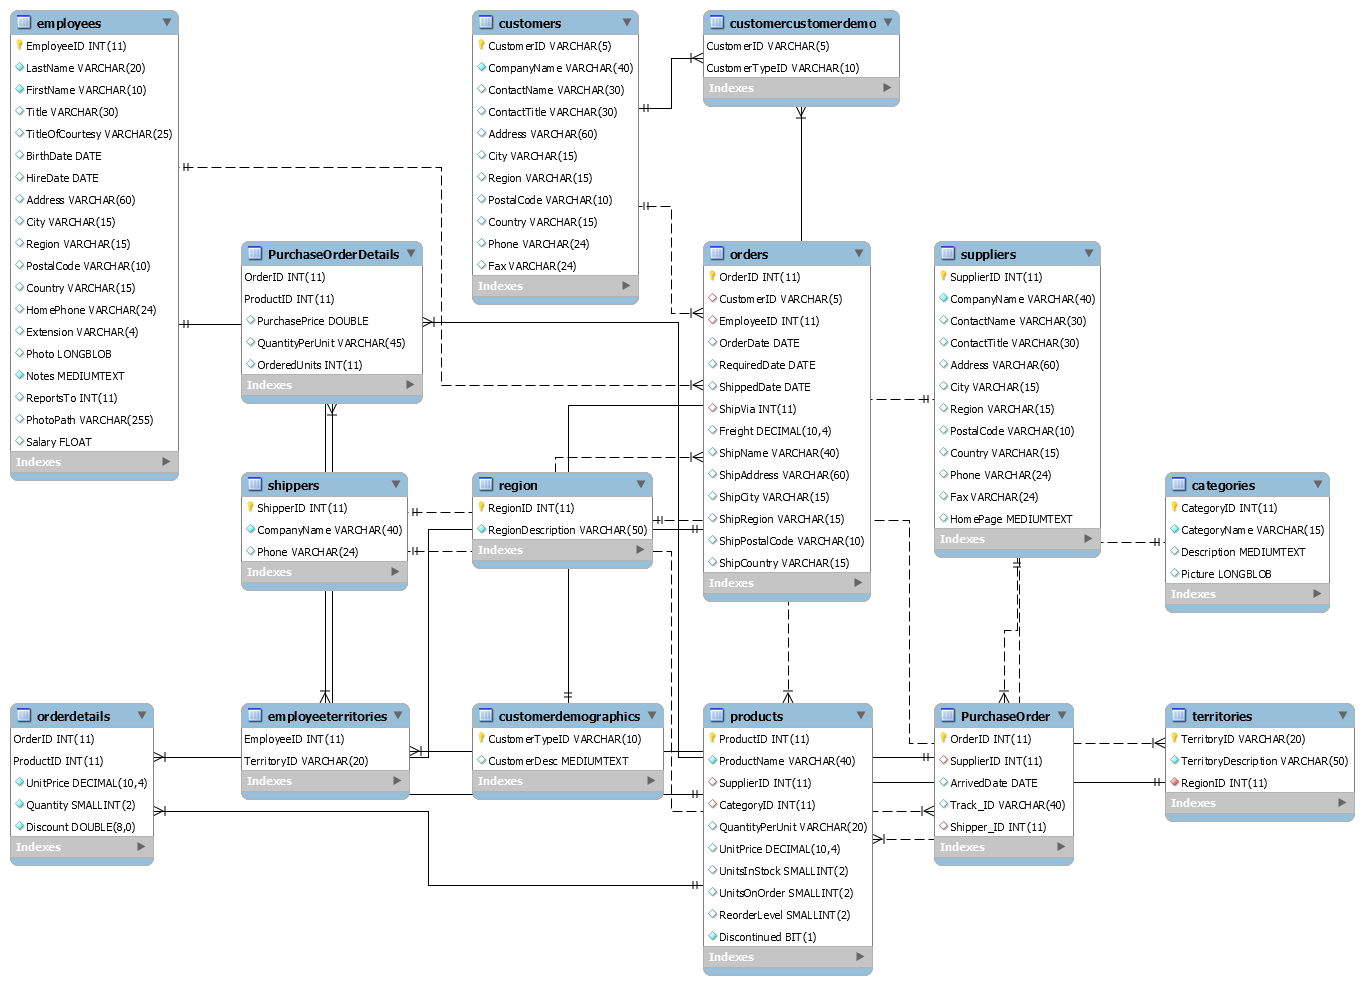 employees
EmployeeID INT(11)
LastName VARCHAR(20)
FirstName VARCHAR(10)
Title VARCHAR(30)
TitleOfCourtesy VARCHAR(25)
BirthDate DATE
HireDate DATE
Address VARCHAR(60)
City VARCHAR(15)
Region VARCHAR(15)
PostalCode VARCHAR(10)
Country VARCHAR(15)
HomePhone VARCHAR(24)
Extension VARCHAR(4)
Photo LONGBLOB
Notes MEDIUMTEXT
ReportsTo INT(11)
PhotoPath VARCHAR(255)
Salary FLOAT
Indexes
customers
CustomerID VARCHAR(5)
CompanyName VARCHAR(40)
ContactName VARCHAR(30)
ContactTitle VARCHAR(30)
Address VARCHAR(60)
City VARCHAR(15)
Region VARCHAR(15)
PostalCode VARCHAR(10)
Country VARCHAR(15)
Phone VARCHAR(24)
Fax VARCHAR(24)
Indexes
customercustomerdemo
CustomerID VARCHAR(5)
CustomerTypeID VARCHAR(10)
Indexes
PurchaseOrderDetails
OrderID INT(11)
ProductID INT(11)
PurchasePrice DOUBLE
QuantityPerUnit VARCHAR(45)
OrderedUnits INT(11)
Indexes
orders
OrderID INT(11)
CustomerID VARCHAR(5)
EmployeeID INT(11)
OrderDate DATE
RequiredDate DATE
ShippedDate DATE
ShipVia INT(11)
Freight DECIMAL(10,4)
ShipName VARCHAR(40)
ShipAddress VARCHAR(60)
ShipCity VARCHAR(15)
ShipRegion VARCHAR(15)
ShipPostalCode VARCHAR(10)
ShipCountry VARCHAR(15)
Indexes
suppliers
SupplierID INT(11)
CompanyName VARCHAR(40)
ContactName VARCHAR(30)
ContactTitle VARCHAR(30)
Address VARCHAR(60)
City VARCHAR(15)
Region VARCHAR(15)
PostalCode VARCHAR(10)
Country VARCHAR(15)
Phone VARCHAR(24)
Fax VARCHAR(24)
HomePage MEDIUMTEXT
Indexes
shippers
ShipperID INT(11)
CompanyName VARCHAR(40)
Phone VARCHAR(24)
Indexes
region
RegionID INT(11)
RegionDescription VARCHAR(50)
Indexes
categories
CategoryID INT(11)
CategoryName VARCHAR(15)
Description MEDIUMTEXT
Picture LONGBLOB
Indexes
orderdetails
OrderID INT(11)
ProductID INT(11)
UnitPrice DECIMAL(10,4)
Quantity SMALLINT(2)
Discount DOUBLE(8,0)
Indexes
employeeterritories
EmployeeID INT(11)
TerritoryID VARCHAR(20)
Indexes
customerdemographics
CustomerTypeID VARCHAR(10)
CustomerDesc MEDIUMTEXT
Indexes
products
ProductID INT(11)
ProductName VARCHAR(40)
SupplierID INT(11)
CategoryID INT(11)
QuantityPerUnit VARCHAR(20)
UnitPrice DECIMAL(10,4)
UnitsInStock SMALLINT(2)
UnitsOnOrder SMALLINT(2)
ReorderLevel SMALLINT(2)
Discontinued BIT(1)
Indexes
PurchaseOrder
OrderID INT(11)
SupplierID INT(11)
ArrivedDate DATE
Track_ID VARCHAR(40)
Shipper_ID INT(11)
Indexes
territories
TerritoryID VARCHAR(20)
TerritoryDescription VARCHAR(50)
RegionID INT(11)
Indexes